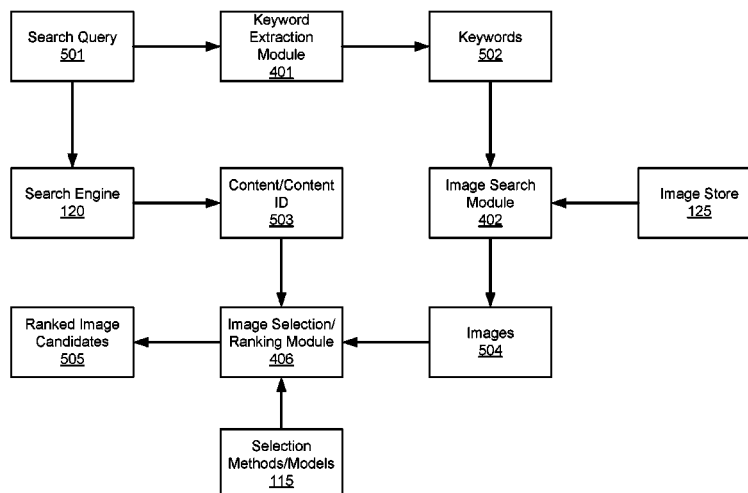 Search Query
501
Keyword
Extraction
Module
401
Keywords
502
Search Engine
120
Content/Content
ID
503
Image Search
Module
402
Image Store
125
Ranked Image
Candidates
505
Image Selection/
Ranking Module
406
Images
504
Selection
Methods/Models
115